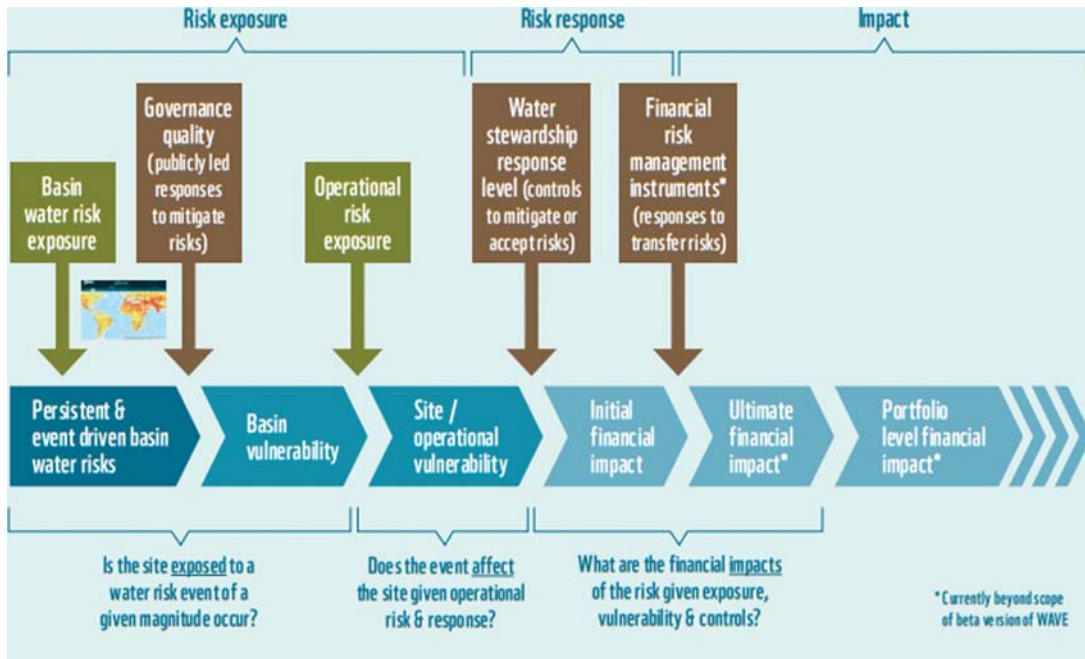 Risk exposure
Risk response
Impact
Governance
quality
(publicly led
responses
to mitigate
risks)
Water
stewardship
response
level (controls
to mitigate or
accept risks)
Financial
risk
management
instruments*
(responses to
transfer risks)
Basin
water risk
exposure
Operational
risk
exposure
Persistent &
event driven basin
water risks
Basin
vulnerability
Site /
operational
vulnerability
Initial
financial
impact
Ultimate
financial
impact*
Portfolio
level financial
impact*
Is the site exposed to a
water risk event of a
given magnitude occur?
Does the event affect
the site given operational
risk & response?
What are the financial impacts
of the risk given exposure,
vulnerability & controls?
*Currently beyond scope
of beta version of WAVE